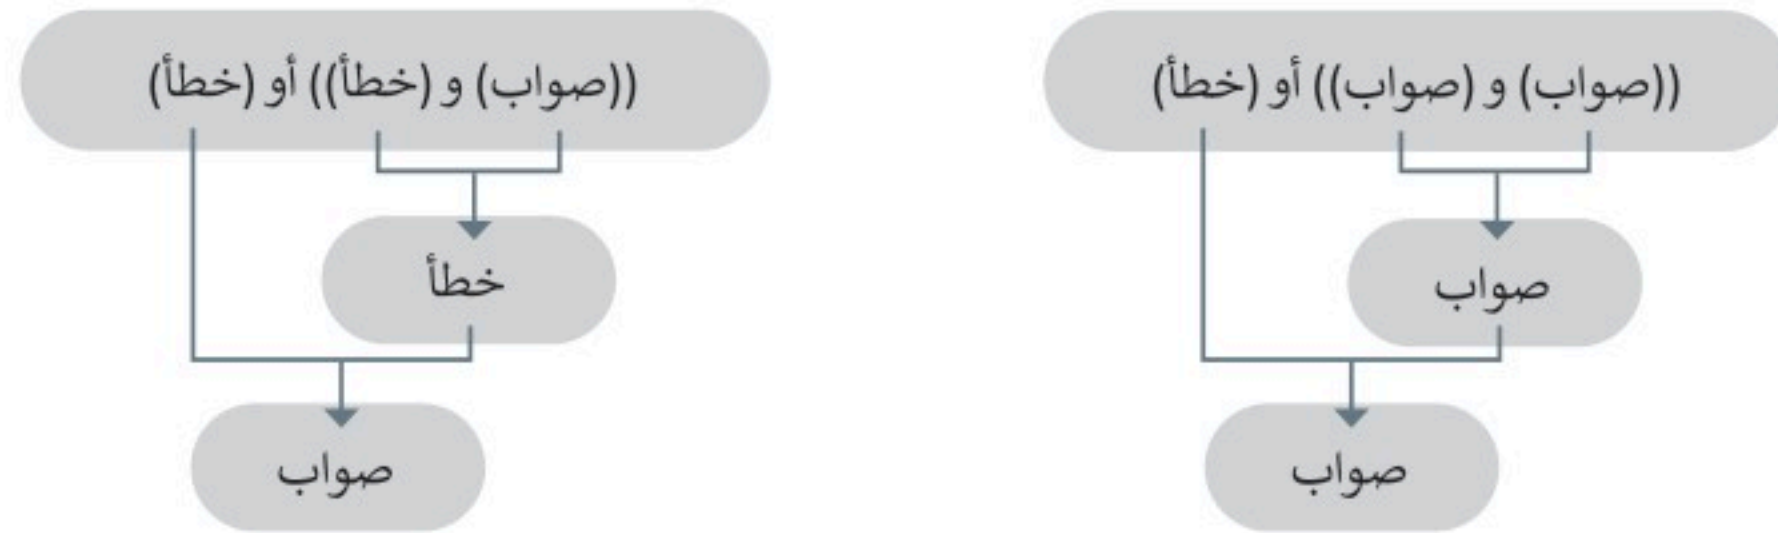 ((صواب) و (صواب)) أو (خطأ)
صواب
صواب
((صواب) و (خطأ)) أو (خطأ)
خطأ
صواب